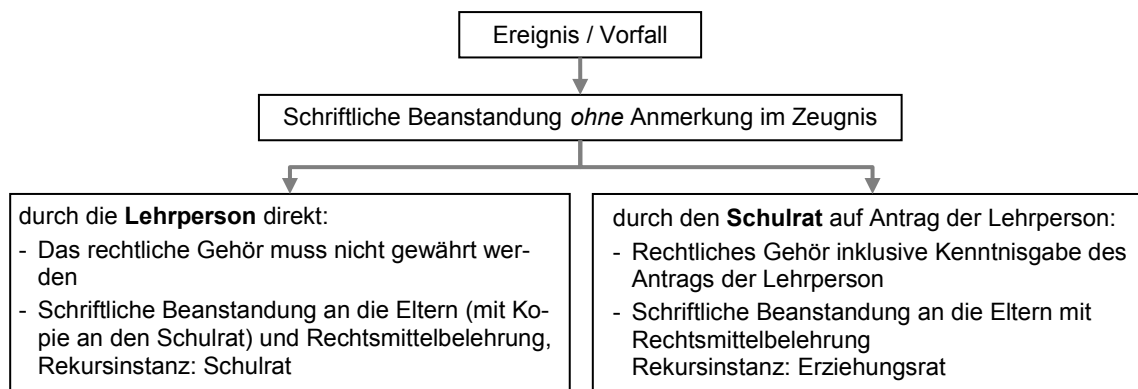 Ereignis / Vorfall
Schriftliche Beanstandung ohne Anmerkung im Zeugnis
durch die Lehrperson direkt:
- Das rechtliche Gehör muss nicht gewährt wer-
den
- Schriftliche Beanstandung an die Eltern (mit Ko-
pie an den Schulrat) und Rechtsmittelbelehrung,
Rekursinstanz: Schulrat
durch den Schulrat auf Antrag der Lehrperson:
- Rechtliches Gehör inklusive Kenntnisgabe des
Antrags der Lehrperson
- Schriftliche Beanstandung an die Eltern mit
Rechtsmittelbelehrung
Rekursinstanz: Erziehungsrat